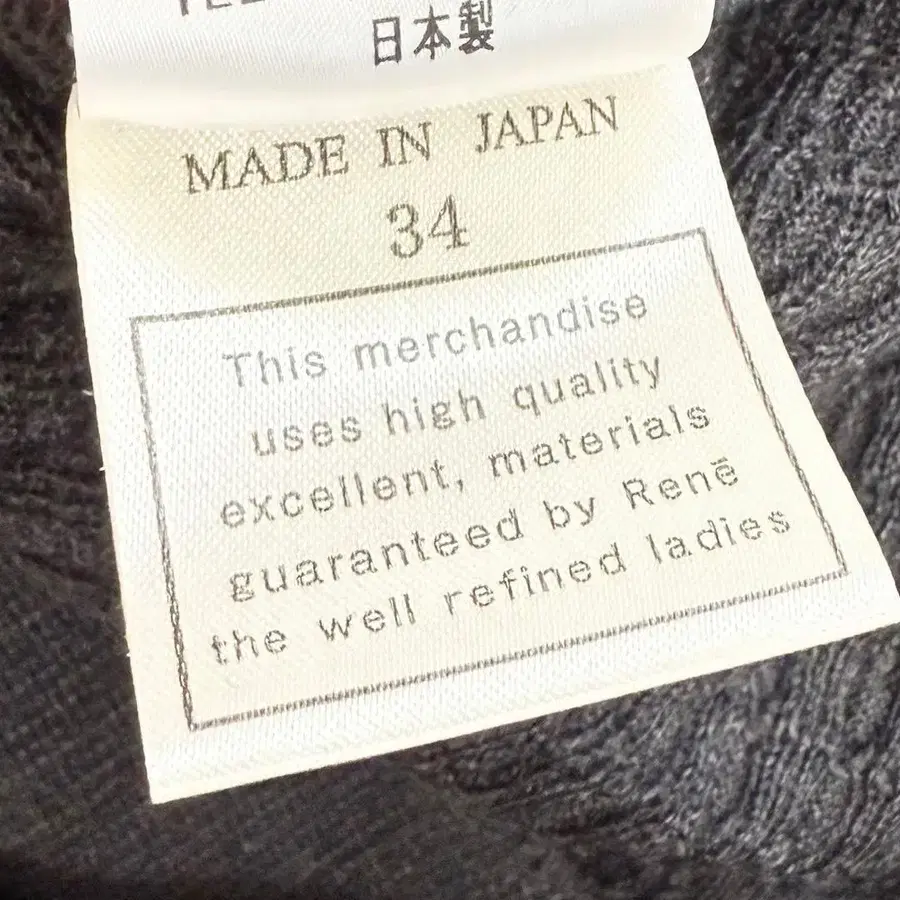 日本製
MADE IN JAPAN
34
This merchandise
uses high quality
excellent, materials
guaranteed by Renē
the well refined ladies